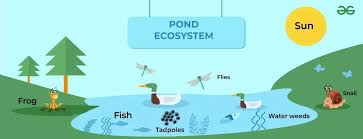 POND
ECOSYSTEM
Sun
Flies
Frog
Snail
Fish
Tadpoles
Water weeds